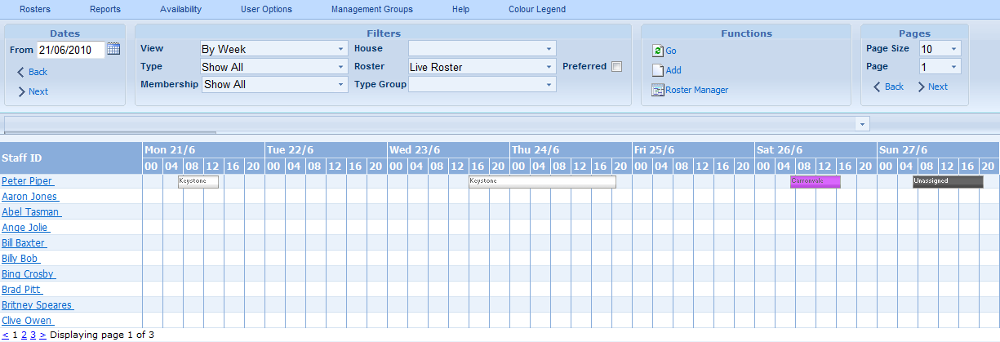 Rosters Reports Availability User Options Management Groups Help Colour Legend
Dates Filters Functions Pages
From 21/06/2010 View By Week House Go Page Size 10
Back Type Show All Roster Live Roster Preferred Add Page 1
Next Membership Show All Type Group Roster Manager Back Next
Staff ID Mon 21/6 Tue 22/6 Wed 23/6 Thu 24/6 Fri 25/6 Sat 26/6 Sun 27/6
00 04 08 12 16 20 00 04 08 12 16 20 00 04 08 12 16 20 00 04 08 12 16 20 00 04 08 12 16 20 00 04 08 12 16 20 00 04 08 12 16 20
Peter Piper Keystone Keystone Carronvale Unassigned
Aaron Jones
Abel Tasman
Ange Jolie
Bill Baxter
Billy Bob
Bing Crosby
Brad Pitt
Britney Speares
Clive Owen
< 1 2 3 > Displaying page 1 of 3